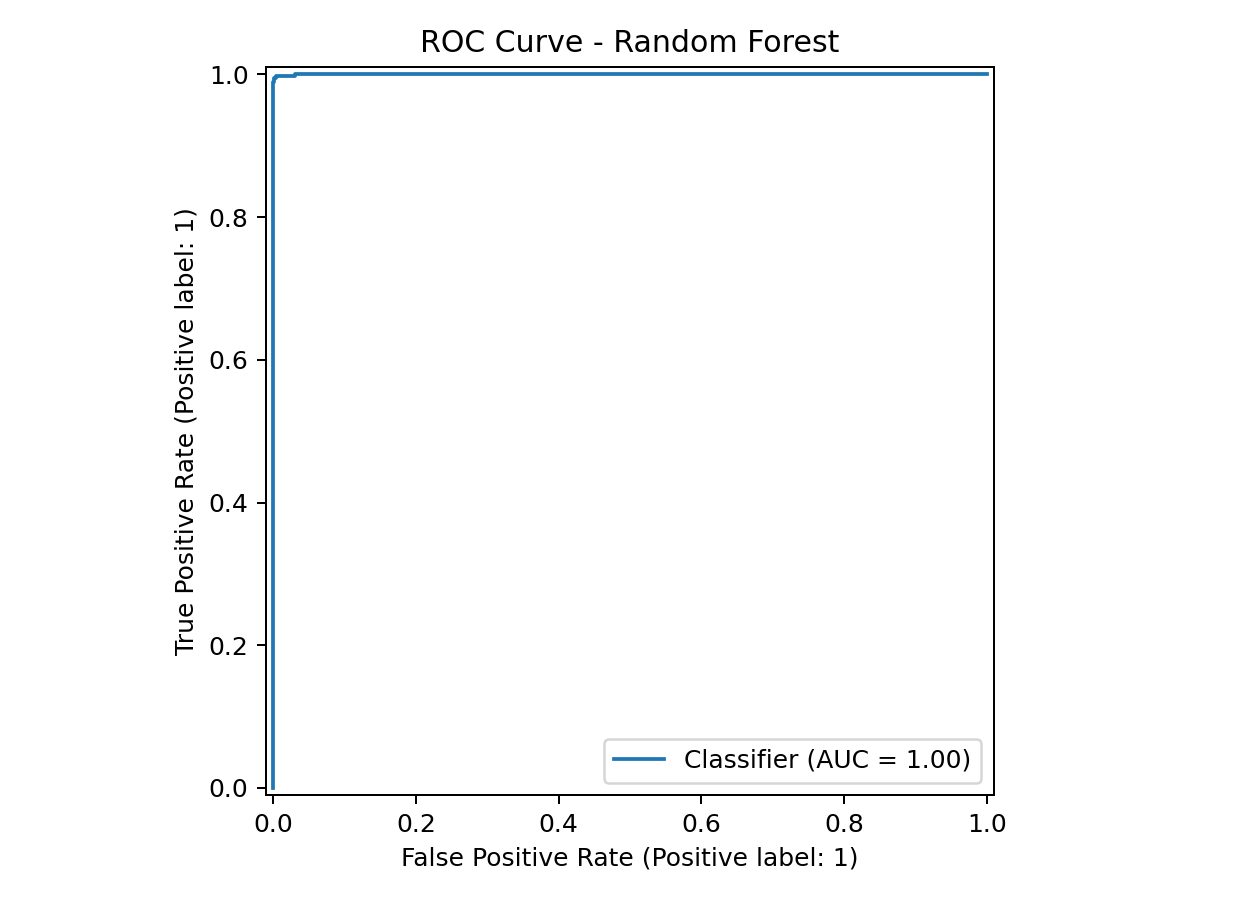 ROC Curve - Random Forest
True Positive Rate (Positive label: 1)
1.0
0.8
0.6
0.4
0.2
0.0
Classifier (AUC = 1.00)
0.0 0.2 0.4 0.6 0.8 1.0
False Positive Rate (Positive label: 1)